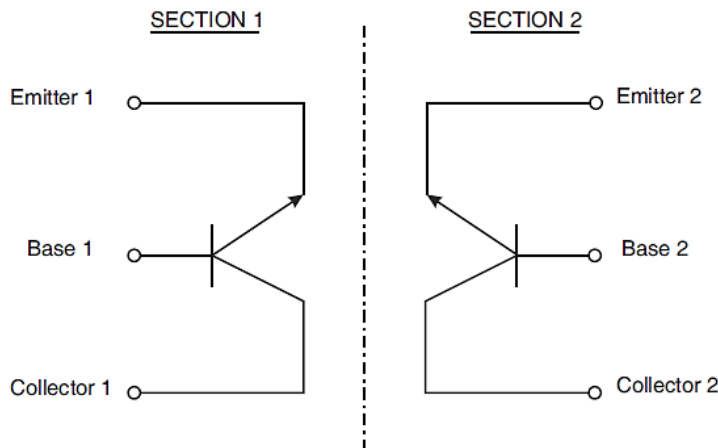 SECTION 1
SECTION 2
Emitter 1
Emitter 2
Base 1
Base 2
Collector 1
Collector 2